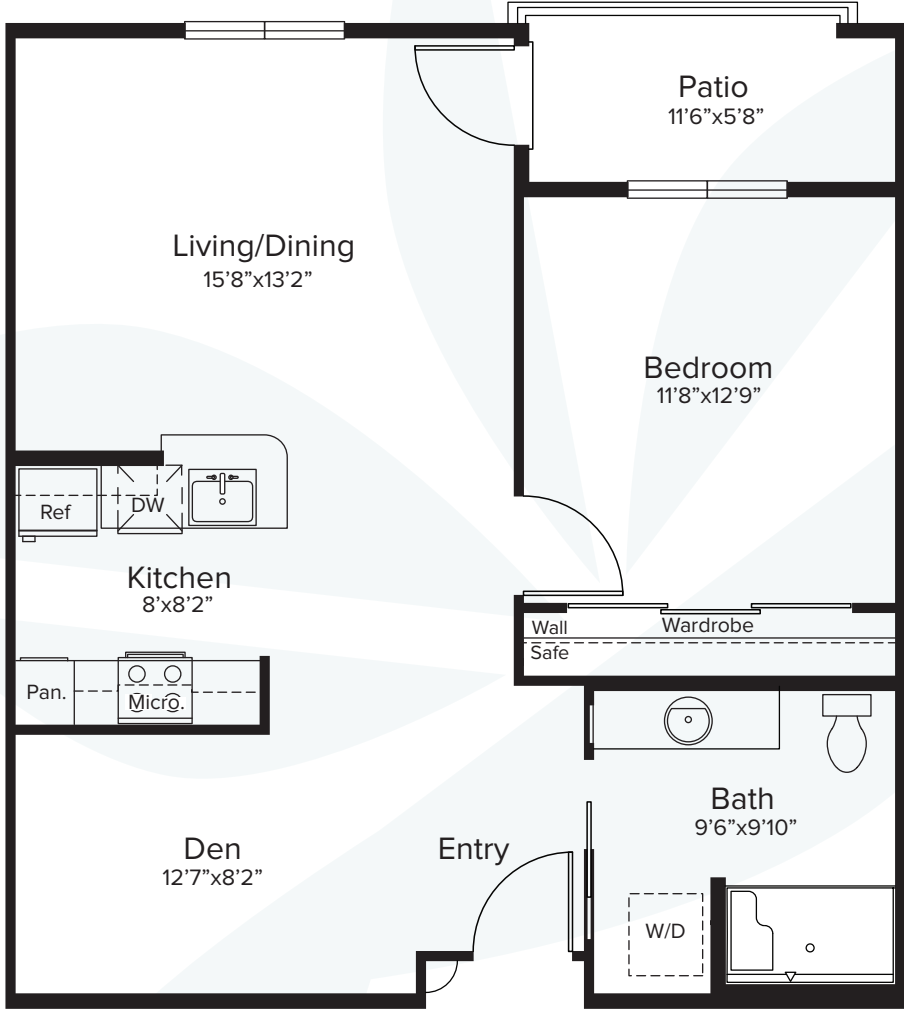 Patio
11’6”x5’8”
Living/Dining
15’8”x13’2”
Bedroom
11’8”x12’9”
Ref
DW
Kitchen
8’x8’2”
Wall
Safe
Wardrobe
Pan.
Micro.
Bath
9’6”x9’10”
Den
12’7”x8’2”
Entry
W/D